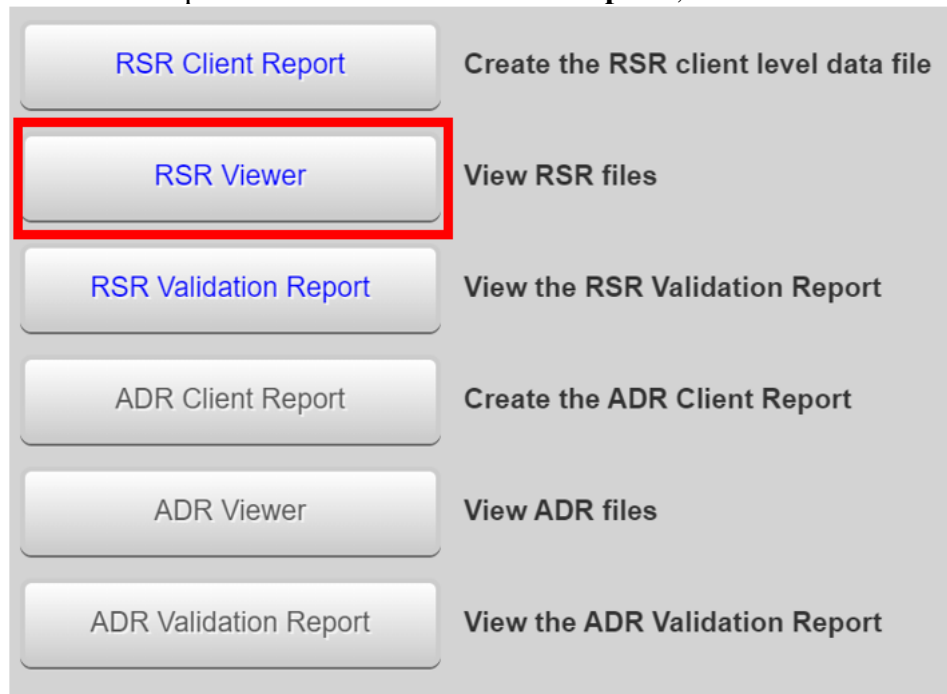 RSR Client Report Create the RSR client level data file
RSR Viewer View RSR files
RSR Validation Report View the RSR Validation Report
ADR Client Report Create the ADR Client Report
ADR Viewer View ADR files
ADR Validation Report View the ADR Validation Report